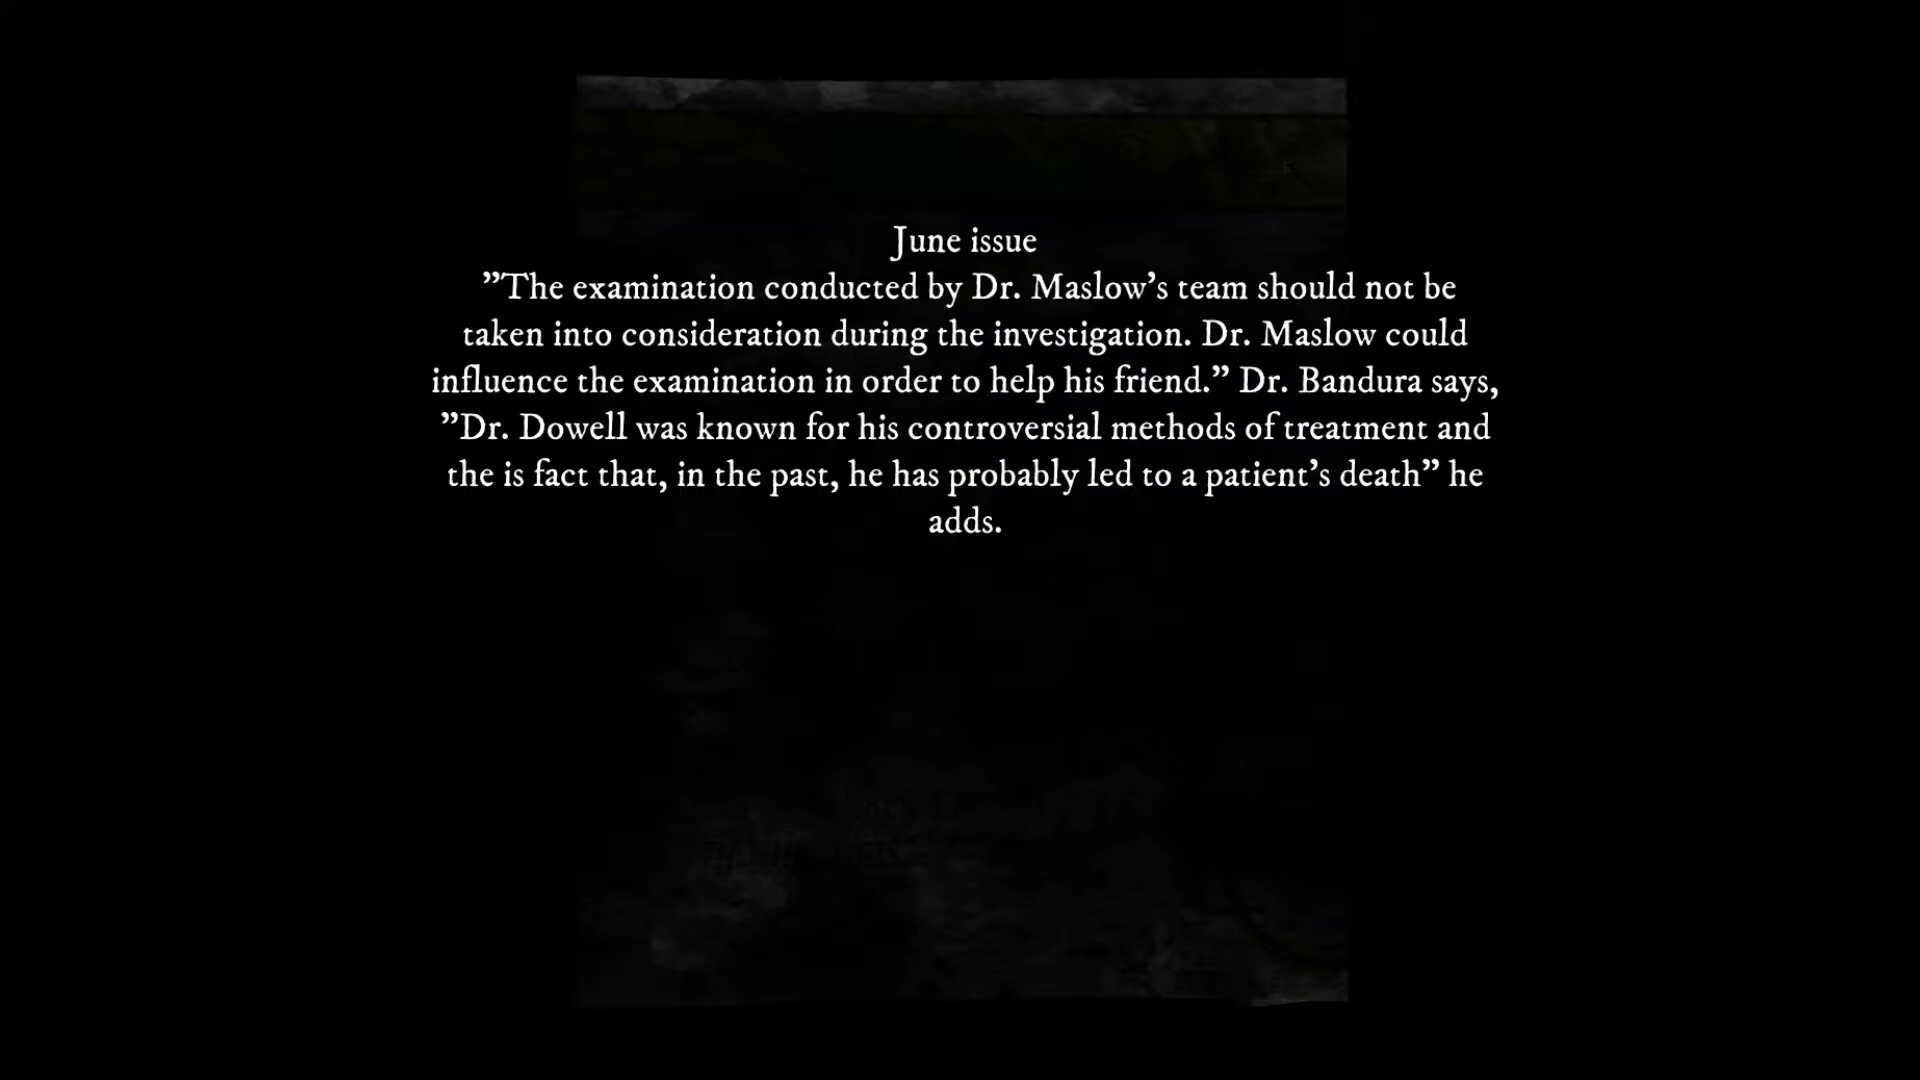 June issue
”The examination conducted by Dr. Maslow’s team should not be
taken into consideration during the investigation. Dr. Maslow could
influence the examination in order to help his friend.” Dr. Bandura says,
”Dr. Dowell was known for his controversial methods of treatment and
the is fact that, in the past, he has probably led to a patient’s death” he
adds.